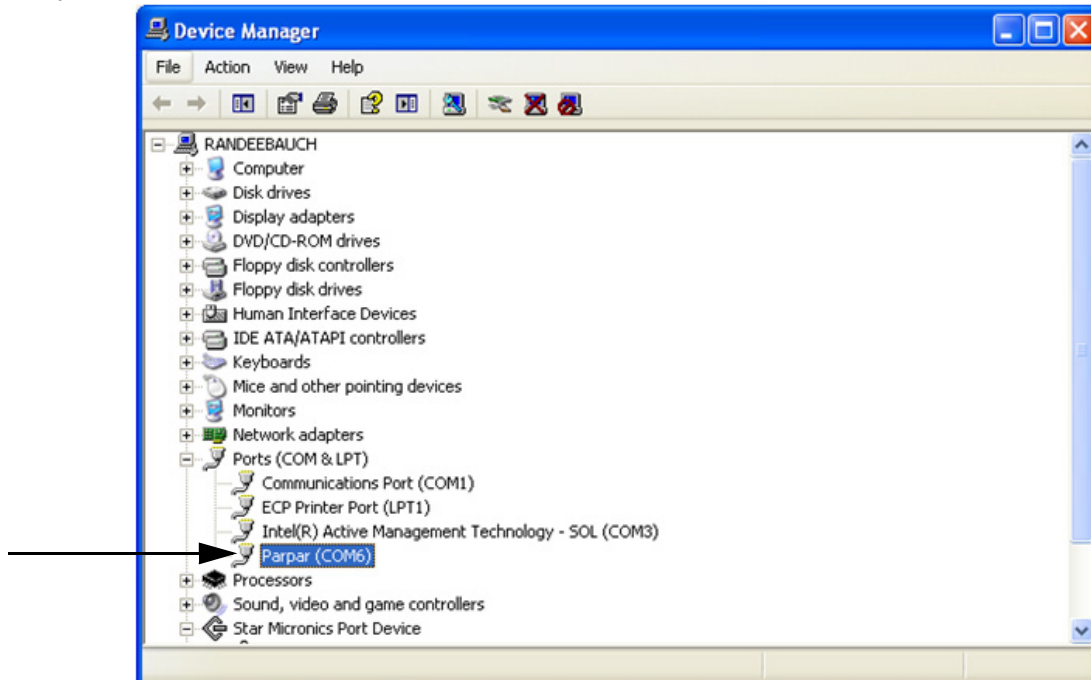 Device Manager
File Action View Help
RANDEEBAUCH
Computer
Disk drives
Display adapters
DVD/CD-ROM drives
Floppy disk controllers
Floppy disk drives
Human Interface Devices
IDE ATA/ATAPI controllers
Keyboards
Mice and other pointing devices
Monitors
Network adapters
Ports (COM & LPT)
Communications Port (COM1)
ECP Printer Port (LPT1)
Intel(R) Active Management Technology - SOL (COM3)
Parpar (COM6)
Processors
Sound, video and game controllers
Star Micronics Port Device